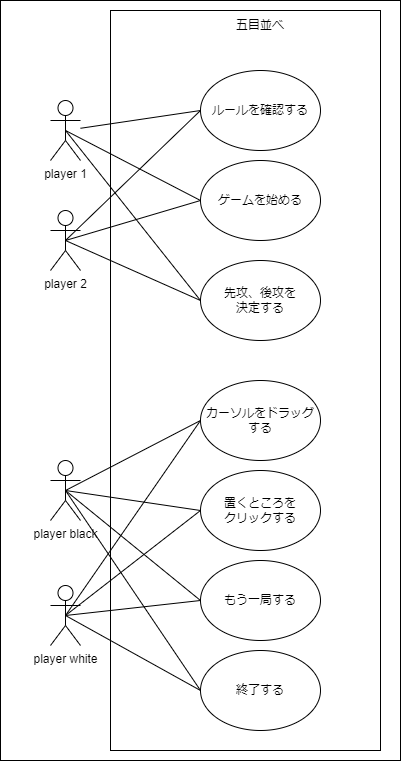 五目並べ
ルールを確認する
player 1
ゲームを始める
player 2
先攻、後攻を
決定する
カーソルをドラッグ
する
置くところを
クリックする
player black
もう一局する
player white
終了する